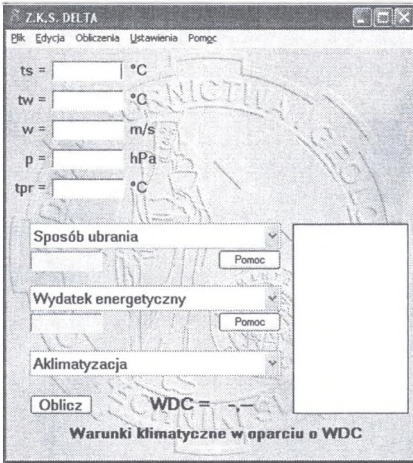 Z.K.S. DELTA
Plik Edycja Obliczenia Ustawienia Pomoc
ts = °C
tw = °C
w = m/s
p = hPa
tpr = °C
Sposób ubrania
Pomoc
Wydatek energetyczny
Pomoc
Aklimatyzacja
Oblicz WDC = -,--
Warunki klimatyczne w oparciu o WDC